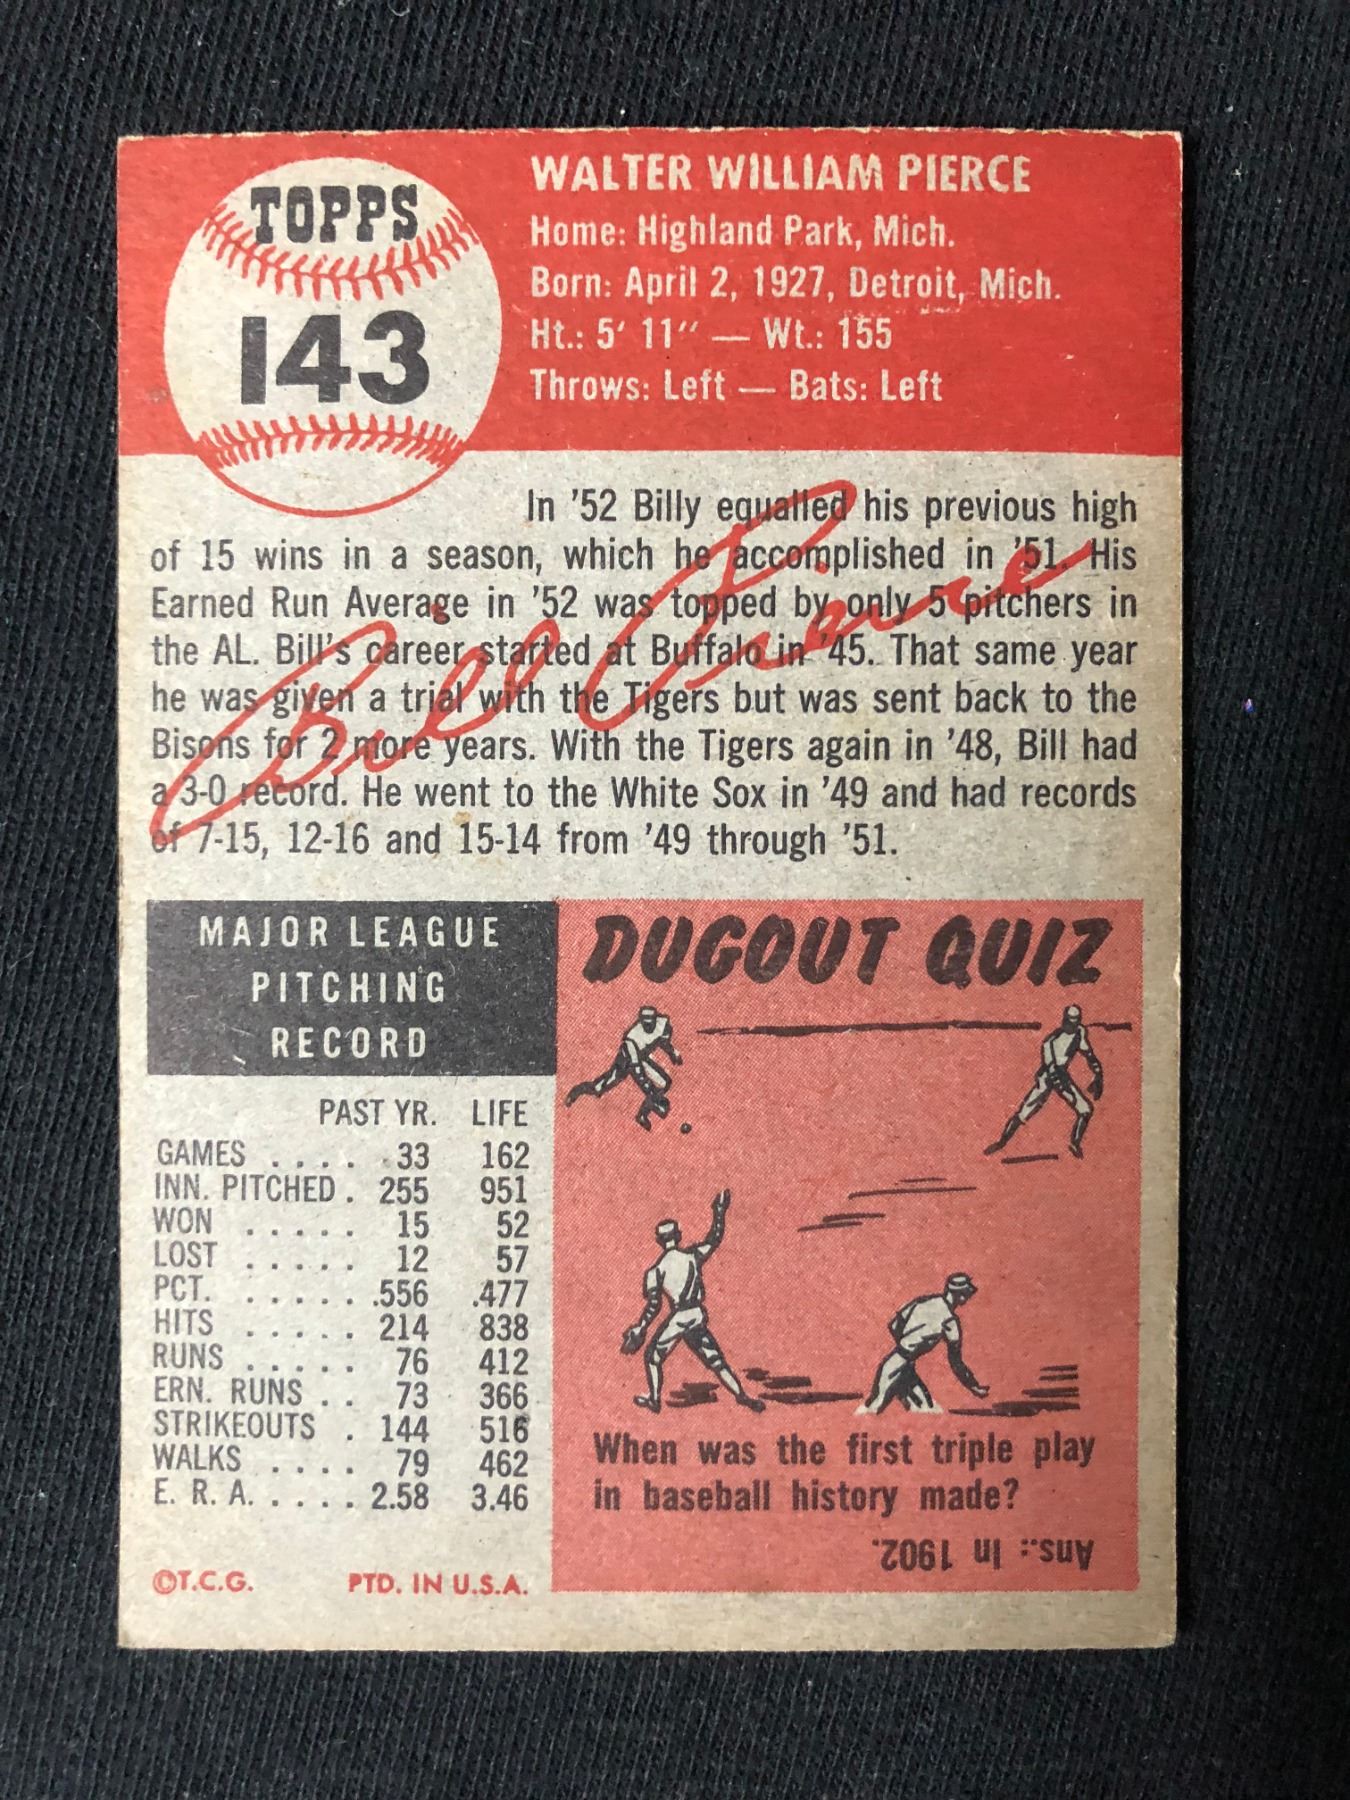 TOPPS
143
WALTER WILLIAM PIERCE
Home: Highland Park, Mich.
Born: April 2, 1927, Detroit, Mich.
Ht.: 5' 11" — Wt.: 155
Throws: Left — Bats: Left
In '52 Billy equalled his previous high
of 15 wins in a season, which he accomplished in '51. His
Earned Run Average in '52 was topped by only 5 pitchers in
the AL. Bill's career started at Buffalo in '45. That same year
he was given a trial with the Tigers but was sent back to the
Bisons for 2 more years. With the Tigers again in '48, Bill had
a 3-0 record. He went to the White Sox in '49 and had records
of 7-15, 12-16 and 15-14 from '49 through '51.
Bill Pierce
MAJOR LEAGUE
PITCHING
RECORD
PAST YR. LIFE
GAMES . . . . 33 162
INN. PITCHED . 255 951
WON . . . . . 15 52
LOST . . . . . 12 57
PCT. . . . . . .556 .477
HITS . . . . . 214 838
RUNS . . . . . 76 412
ERN. RUNS . . 73 366
STRIKEOUTS . 144 516
WALKS . . . . 79 462
E. R. A. . . . . 2.58 3.46
©T.C.G. PTD. IN U.S.A.
DUGOUT QUIZ
When was the first triple play
in baseball history made?
Ans.: In 1902.